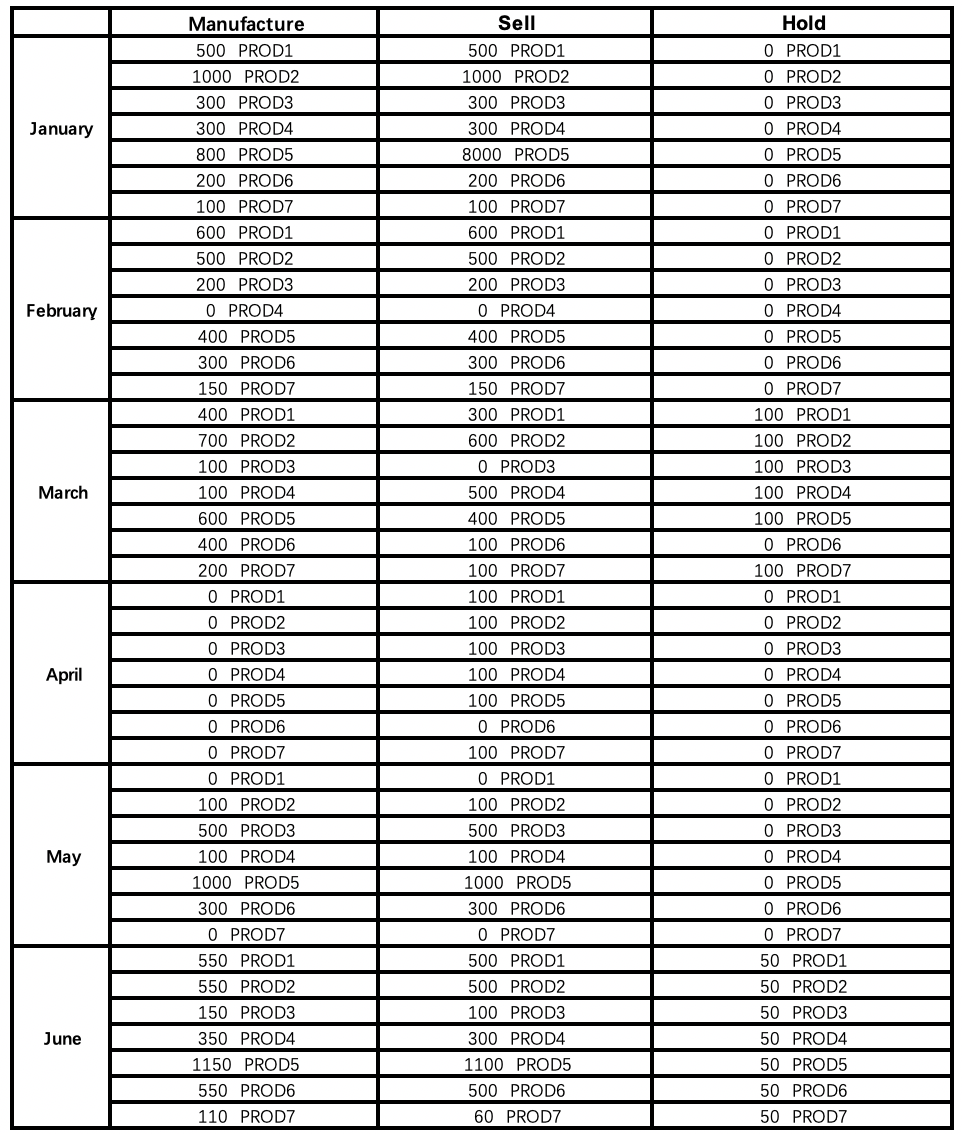 Manufacture Sell Hold
500 PROD1 500 PROD1 0 PROD1
1000 PROD2 1000 PROD2 0 PROD2
300 PROD3 300 PROD3 0 PROD3
January 300 PROD4 300 PROD4 0 PROD4
800 PROD5 8000 PROD5 0 PROD5
200 PROD6 200 PROD6 0 PROD6
100 PROD7 100 PROD7 0 PROD7
600 PROD1 600 PROD1 0 PROD1
500 PROD2 500 PROD2 0 PROD2
200 PROD3 200 PROD3 0 PROD3
February 0 PROD4 0 PROD4 0 PROD4
400 PROD5 400 PROD5 0 PROD5
300 PROD6 300 PROD6 0 PROD6
150 PROD7 150 PROD7 0 PROD7
400 PROD1 300 PROD1 100 PROD1
700 PROD2 600 PROD2 100 PROD2
100 PROD3 0 PROD3 100 PROD3
March 100 PROD4 500 PROD4 100 PROD4
600 PROD5 400 PROD5 100 PROD5
400 PROD6 100 PROD6 0 PROD6
200 PROD7 100 PROD7 100 PROD7
0 PROD1 100 PROD1 0 PROD1
0 PROD2 100 PROD2 0 PROD2
0 PROD3 100 PROD3 0 PROD3
April 0 PROD4 100 PROD4 0 PROD4
0 PROD5 100 PROD5 0 PROD5
0 PROD6 0 PROD6 0 PROD6
0 PROD7 100 PROD7 0 PROD7
0 PROD1 0 PROD1 0 PROD1
100 PROD2 100 PROD2 0 PROD2
500 PROD3 500 PROD3 0 PROD3
May 100 PROD4 100 PROD4 0 PROD4
1000 PROD5 1000 PROD5 0 PROD5
300 PROD6 300 PROD6 0 PROD6
0 PROD7 0 PROD7 0 PROD7
550 PROD1 500 PROD1 50 PROD1
550 PROD2 500 PROD2 50 PROD2
150 PROD3 100 PROD3 50 PROD3
June 350 PROD4 300 PROD4 50 PROD4
1150 PROD5 1100 PROD5 50 PROD5
550 PROD6 500 PROD6 50 PROD6
110 PROD7 60 PROD7 50 PROD7